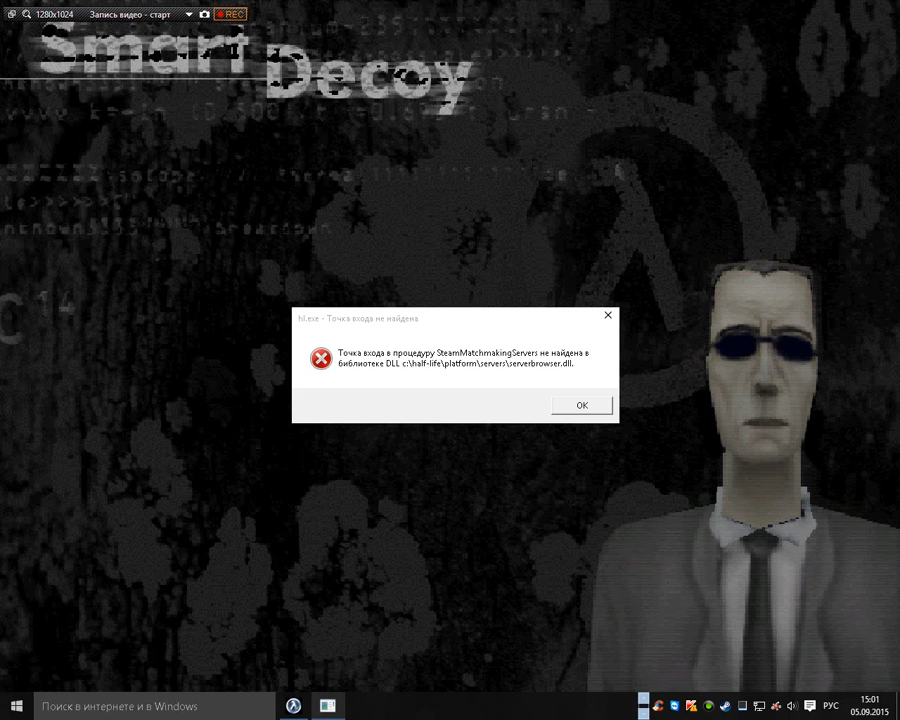 1280x1024 Запись видео - старт REC
Smart
Decoy
hl.exe - Точка входа не найдена
Точка входа в процедуру SteamMatchmakingServers не найдена в
библиотеке DLL c:\half-life\platform\servers\serverbrowser.dll.
OK
Поиск в интернете и в Windows
РУС
15:01
05.09.2015